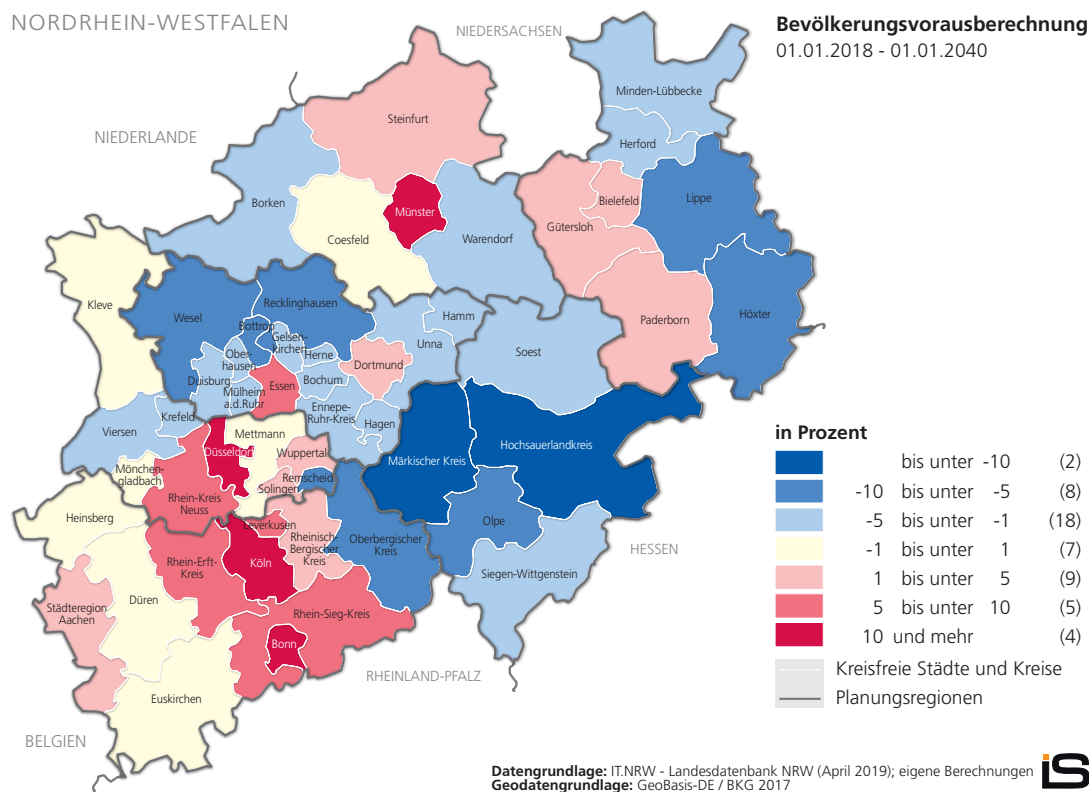 NORDRHEIN-WESTFALEN
Bevölkerungsvorausberechnung
01.01.2018 - 01.01.2040
NIEDERSACHSEN
NIEDERLANDE
Minden-Lübbecke
Steinfurt
Herford
Lippe
Bielefeld
Gütersloh
Borken
Münster
Coesfeld
Warendorf
Kleve
Recklinghausen
Wesel
Höxter
Paderborn
Bottrop
Hamm
Gelsen-
kirchen
Unna
Soest
Ober-
hausen
Herne
Dortmund
Duisburg
Essen
Bochum
Mülheim
a.d.Ruhr
Krefeld
Ennepe-
Ruhr-Kreis
Hagen
Viersen
Mettmann
Düsseldorf
Wuppertal
Hochsauerlandkreis
Märkischer Kreis
Mönchen-
gladbach
Remscheid
Solingen
Rhein-Kreis
Neuss
Heinsberg
Leverkusen
Rheinisch-
Bergischer
Kreis
Oberbergischer
Kreis
Olpe
HESSEN
Rhein-Erft-
Kreis
Köln
Siegen-Wittgenstein
Düren
Städteregion
Aachen
Rhein-Sieg-Kreis
Bonn
RHEINLAND-PFALZ
Euskirchen
BELGIEN
in Prozent
bis unter -10 (2)
-10 bis unter -5 (8)
-5 bis unter -1 (18)
-1 bis unter 1 (7)
1 bis unter 5 (9)
5 bis unter 10 (5)
10 und mehr (4)
Kreisfreie Städte und Kreise
Planungsregionen
Datengrundlage: IT.NRW - Landesdatenbank NRW (April 2019); eigene Berechnungen
Geodatengrundlage: GeoBasis-DE / BKG 2017
iS